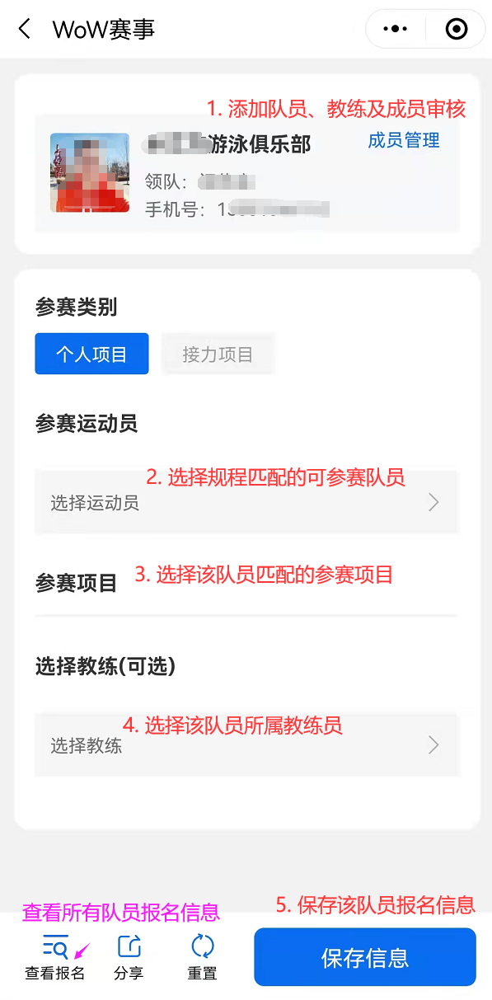 WoW赛事
1. 添加队员、教练及成员审核
游泳俱乐部
成员管理
领队：
手机号：1
参赛类别
个人项目
接力项目
参赛运动员
2. 选择规程匹配的可参赛队员
选择运动员
参赛项目
3. 选择该队员匹配的参赛项目
选择教练(可选)
4. 选择该队员所属教练员
选择教练
查看所有队员报名信息
5. 保存该队员报名信息
查看报名
分享
重置
保存信息